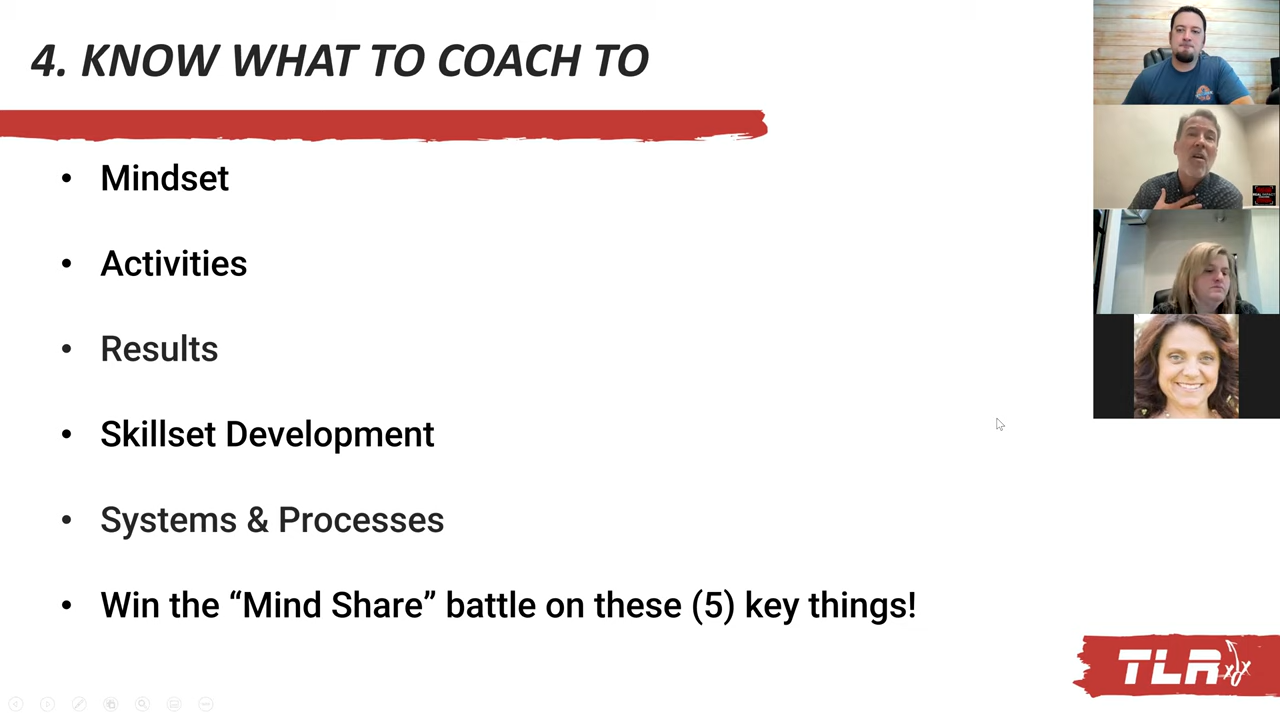 4. KNOW WHAT TO COACH TO
• Mindset
• Activities
• Results
• Skillset Development
• Systems & Processes
• Win the “Mind Share” battle on these (5) key things!
TLR